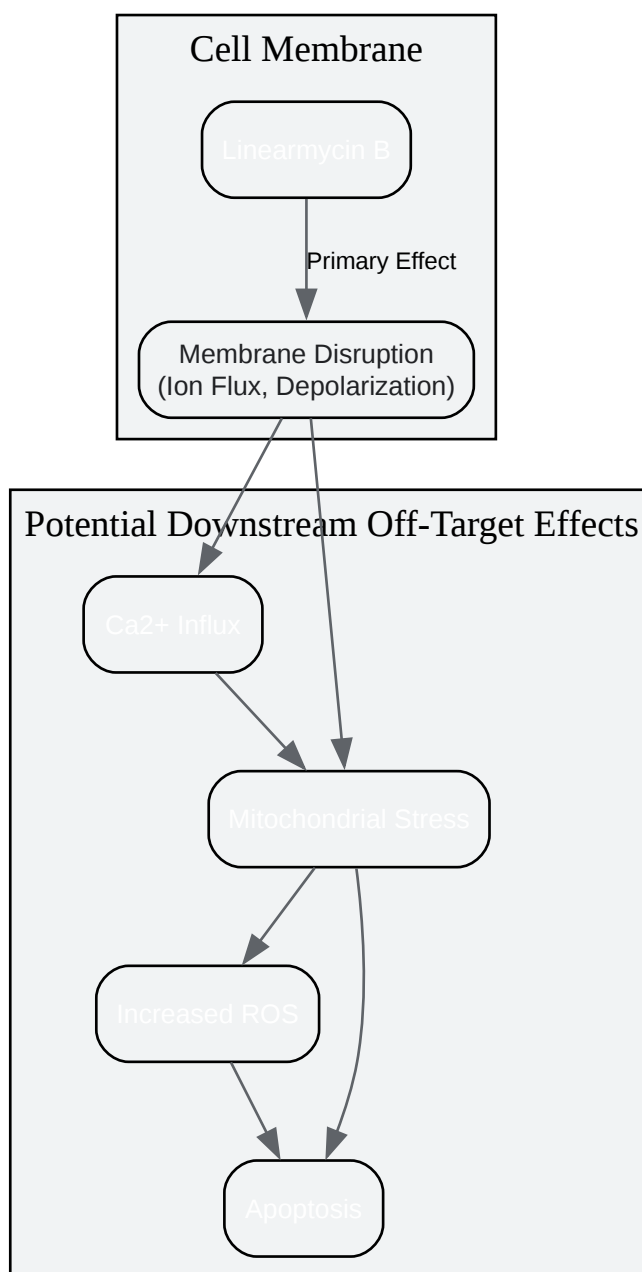 Cell Membrane
Linearmycin B
Primary Effect
Membrane Disruption
(Ion Flux, Depolarization)
Potential Downstream Off-Target Effects
Ca2+ Influx
Mitochondrial Stress
Increased ROS
Apoptosis